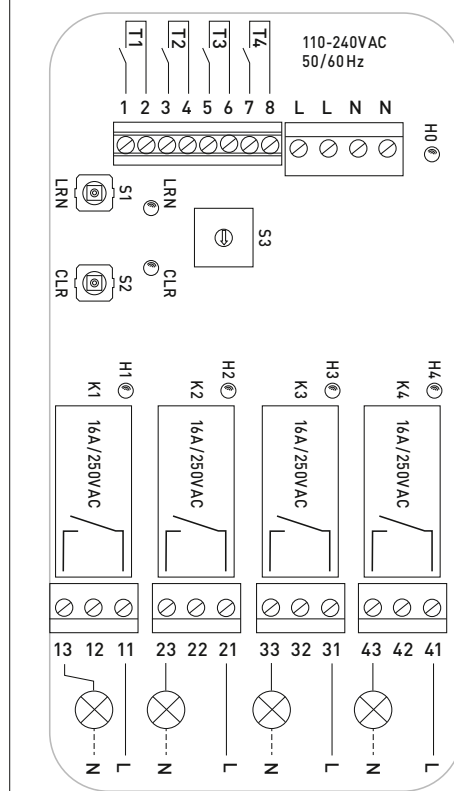 T1 T2 T3 T4
110-240VAC
50/60 Hz
1 2 3 4 5 6 7 8 L L N N
H0
LRN S1 LRN
S3
CLR S2 CLR
H1 H2 H3 H4
K1 K2 K3 K4
16A/250VAC 16A/250VAC 16A/250VAC 16A/250VAC
13 12 11 23 22 21 33 32 31 43 42 41
N L N L N L N L